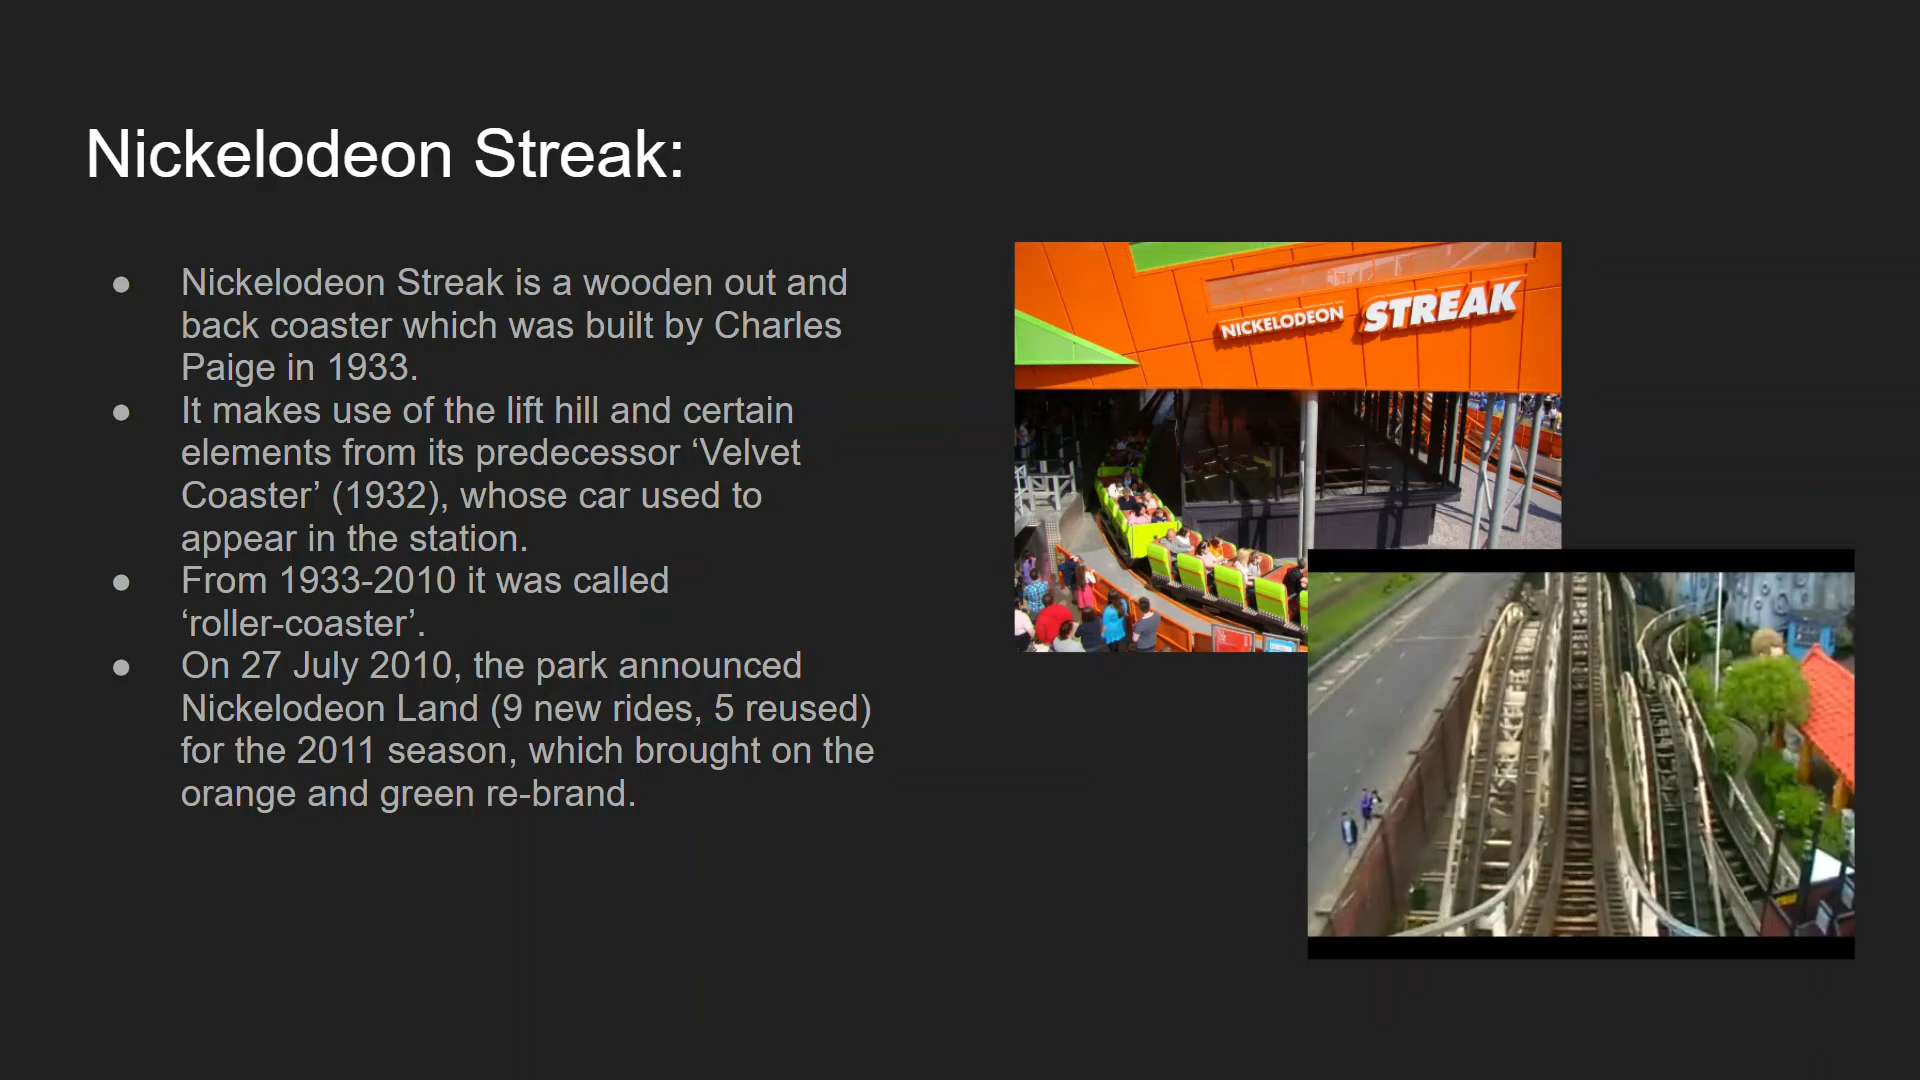 Nickelodeon Streak:
● Nickelodeon Streak is a wooden out and
back coaster which was built by Charles
Paige in 1933.
● It makes use of the lift hill and certain
elements from its predecessor ‘Velvet
Coaster’ (1932), whose car used to
appear in the station.
● From 1933-2010 it was called
‘roller-coaster’.
● On 27 July 2010, the park announced
Nickelodeon Land (9 new rides, 5 reused)
for the 2011 season, which brought on the
orange and green re-brand.
NICKELODEON STREAK